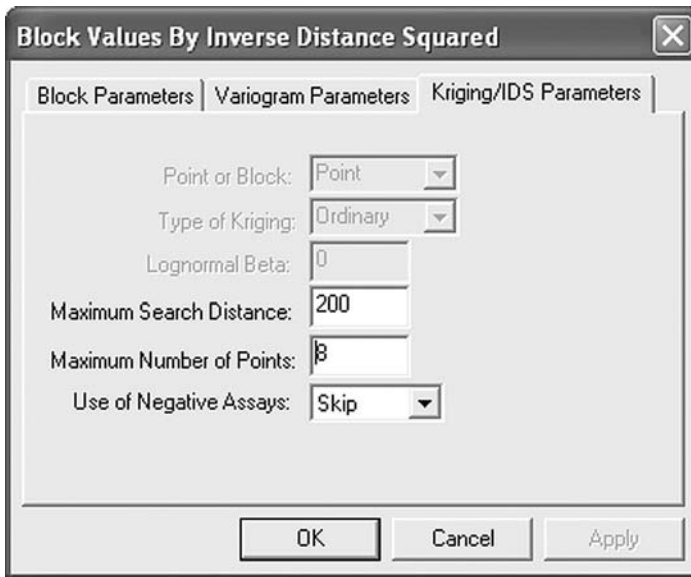 Block Values By Inverse Distance Squared
Block Parameters Variogram Parameters Kriging/IDS Parameters
Point or Block: Point
Type of Kriging: Ordinary
Lognormal Beta: 0
Maximum Search Distance: 200
Maximum Number of Points: 8
Use of Negative Assays: Skip
OK Cancel Apply